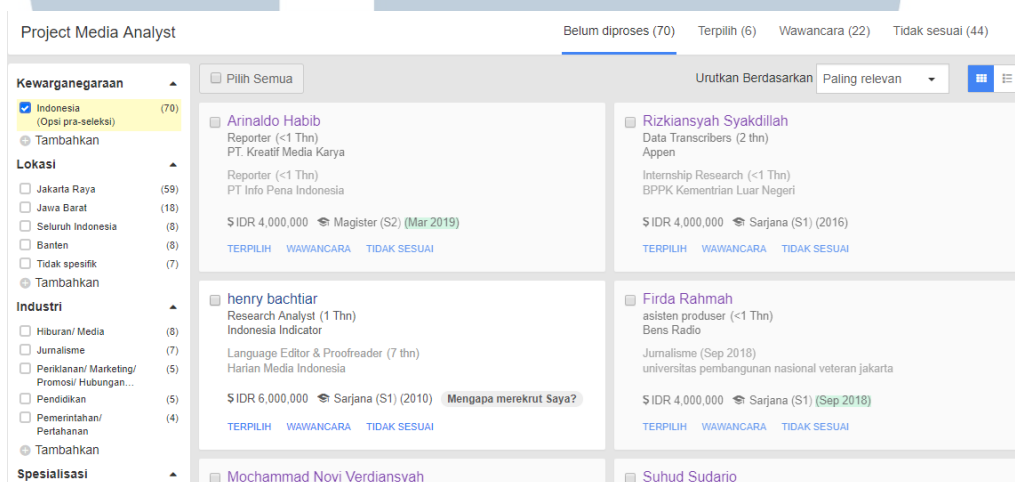 Project Media Analyst
Belum diproses (70) Terpilih (6) Wawancara (22) Tidak sesuai (44)
Kewarganegaraan
Indonesia (70)
(Opsi pra-seleksi)
Tambahkan
Lokasi
Jakarta Raya (59)
Jawa Barat (18)
Seluruh Indonesia (8)
Banten (8)
Tidak spesifik (7)
Tambahkan
Industri
Hiburan/ Media (8)
Jurnalisme (7)
Periklanan/ Marketing/ (5)
Promosi/ Hubungan...
Pendidikan (5)
Pemerintahan/ (4)
Pertahanan
Tambahkan
Spesialisasi
Pilih Semua
Urutkan Berdasarkan Paling relevan
Arinaldo Habib
Reporter (<1 Thn)
PT. Kreatif Media Karya
Reporter (<1 Thn)
PT Info Pena Indonesia
$ IDR 4,000,000 Magister (S2) (Mar 2019)
TERPILIH WAWANCARA TIDAK SESUAI
Rizkiansyah Syakdillah
Data Transcribers (2 thn)
Appen
Internship Research (<1 Thn)
BPPK Kementrian Luar Negeri
$ IDR 4,000,000 Sarjana (S1) (2016)
TERPILIH WAWANCARA TIDAK SESUAI
henry bachtiar
Research Analyst (1 Thn)
Indonesia Indicator
Language Editor & Proofreader (7 thn)
Harian Media Indonesia
$ IDR 6,000,000 Sarjana (S1) (2010) Mengapa merekrut Saya?
TERPILIH WAWANCARA TIDAK SESUAI
Firda Rahmah
asisten produser (<1 Thn)
Bens Radio
Jurnalisme (Sep 2018)
universitas pembangunan nasional veteran jakarta
$ IDR 4,000,000 Sarjana (S1) (Sep 2018)
TERPILIH WAWANCARA TIDAK SESUAI
Mochammad Novi Verdiansyah
Suhud Sudarjo